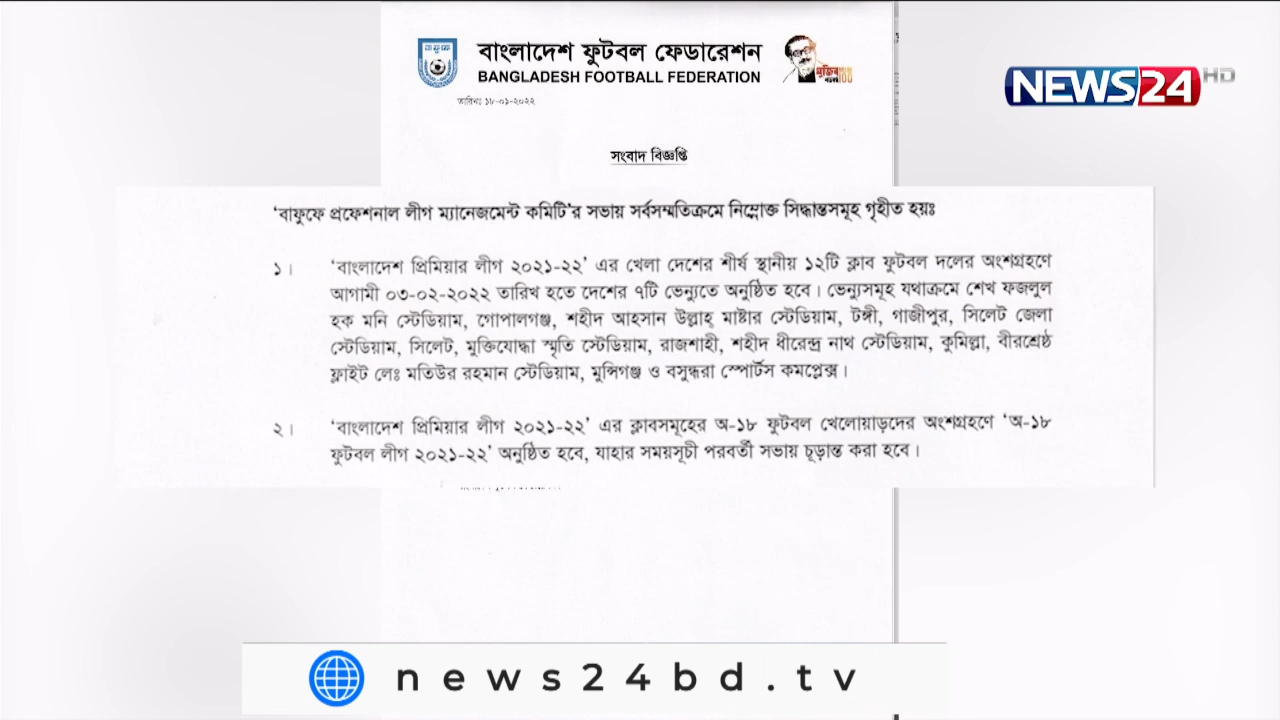 বাংলাদেশ ফুটবল ফেডারেশন
BANGLADESH FOOTBALL FEDERATION
তারিখঃ ১৮-০১-২০২২
NEWS24 HD
সংবাদ বিজ্ঞপ্তি
‘বাফুফে প্রফেশনাল লীগ ম্যানেজমেন্ট কমিটি’র সভায় সর্বসম্মতিক্রমে নিম্নোক্ত সিদ্ধান্তসমূহ গৃহীত হয়ঃ
১। ‘বাংলাদেশ প্রিমিয়ার লীগ ২০২১-২২’ এর খেলা দেশের শীর্ষ স্থানীয় ১২টি ক্লাব ফুটবল দলের অংশগ্রহণে
আগামী ০৩-০২-২০২২ তারিখ হতে দেশের ৭টি ভেন্যুতে অনুষ্ঠিত হবে। ভেন্যুসমূহ যথাক্রমে শেখ ফজলুল
হক মনি স্টেডিয়াম, গোপালগঞ্জ, শহীদ আহসান উল্লাহ্ মাষ্টার স্টেডিয়াম, টঙ্গী, গাজীপুর, সিলেট জেলা
স্টেডিয়াম, সিলেট, মুক্তিযোদ্ধা স্মৃতি স্টেডিয়াম, রাজশাহী, শহীদ ধীরেন্দ্র নাথ স্টেডিয়াম, কুমিল্লা, বীরশ্রেষ্ঠ
ফ্লাইট লেঃ মতিউর রহমান স্টেডিয়াম, মুন্সিগঞ্জ ও বসুন্ধরা স্পোর্টস কমপ্লেক্স।
২। ‘বাংলাদেশ প্রিমিয়ার লীগ ২০২১-২২’ এর ক্লাবসমূহের অ-১৮ ফুটবল খেলোয়াড়দের অংশগ্রহণে ‘অ-১৮
ফুটবল লীগ ২০২১-২২’ অনুষ্ঠিত হবে, যাহার সময়সূচী পরবর্তী সভায় চূড়ান্ত করা হবে।
news24bd.tv